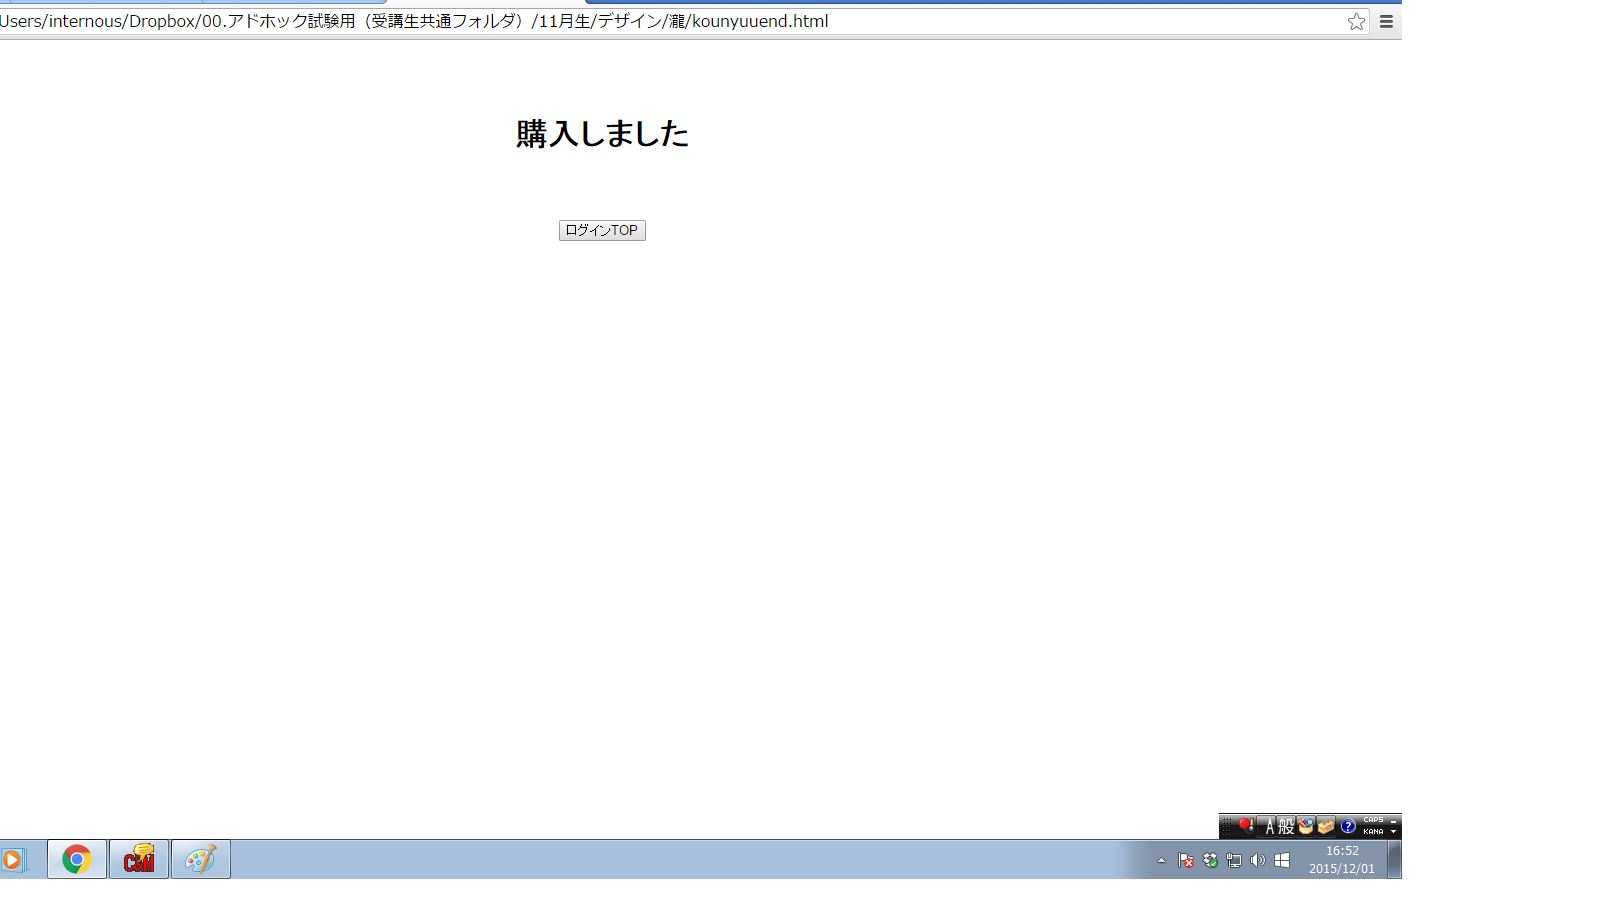 Users/internous/Dropbox/00.アドホック試験用（受講生共通フォルダ）/11月生/デザイン/瀧/kounyuuend.html
購入しました
ログインTOP
A 般 CAPS
KANA
Call
16:52
2015/12/01